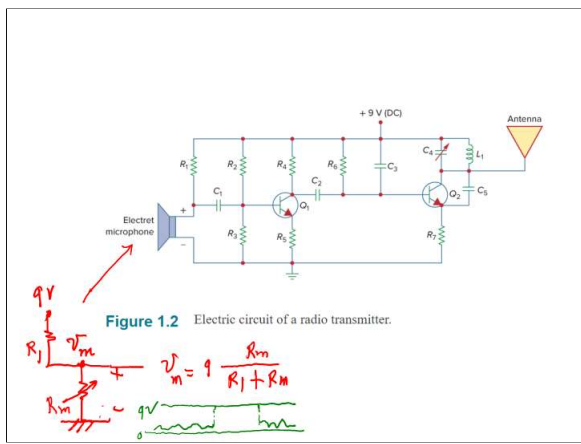 + 9 V (DC)
Antenna
R1 R2 R4 R6 C3 C4 L1
C1 C2 Q1 Q2 C5
+
Electret
microphone
−
R3 R5 R7
9V
Figure 1.2 Electric circuit of a radio transmitter.
R1 Vm
+ Vm = 9 Rm
R1 + Rm
Rm −
9V
0